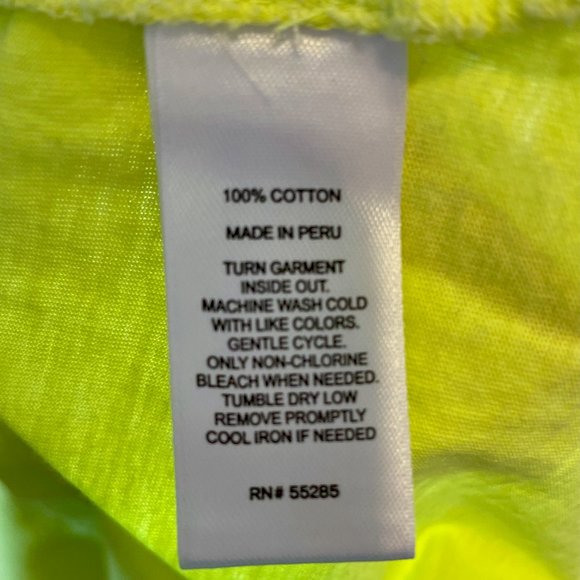 100% COTTON
MADE IN PERU
TURN GARMENT
INSIDE OUT.
MACHINE WASH COLD
WITH LIKE COLORS.
GENTLE CYCLE.
ONLY NON-CHLORINE
BLEACH WHEN NEEDED.
TUMBLE DRY LOW
REMOVE PROMPTLY
COOL IRON IF NEEDED
RN# 55285